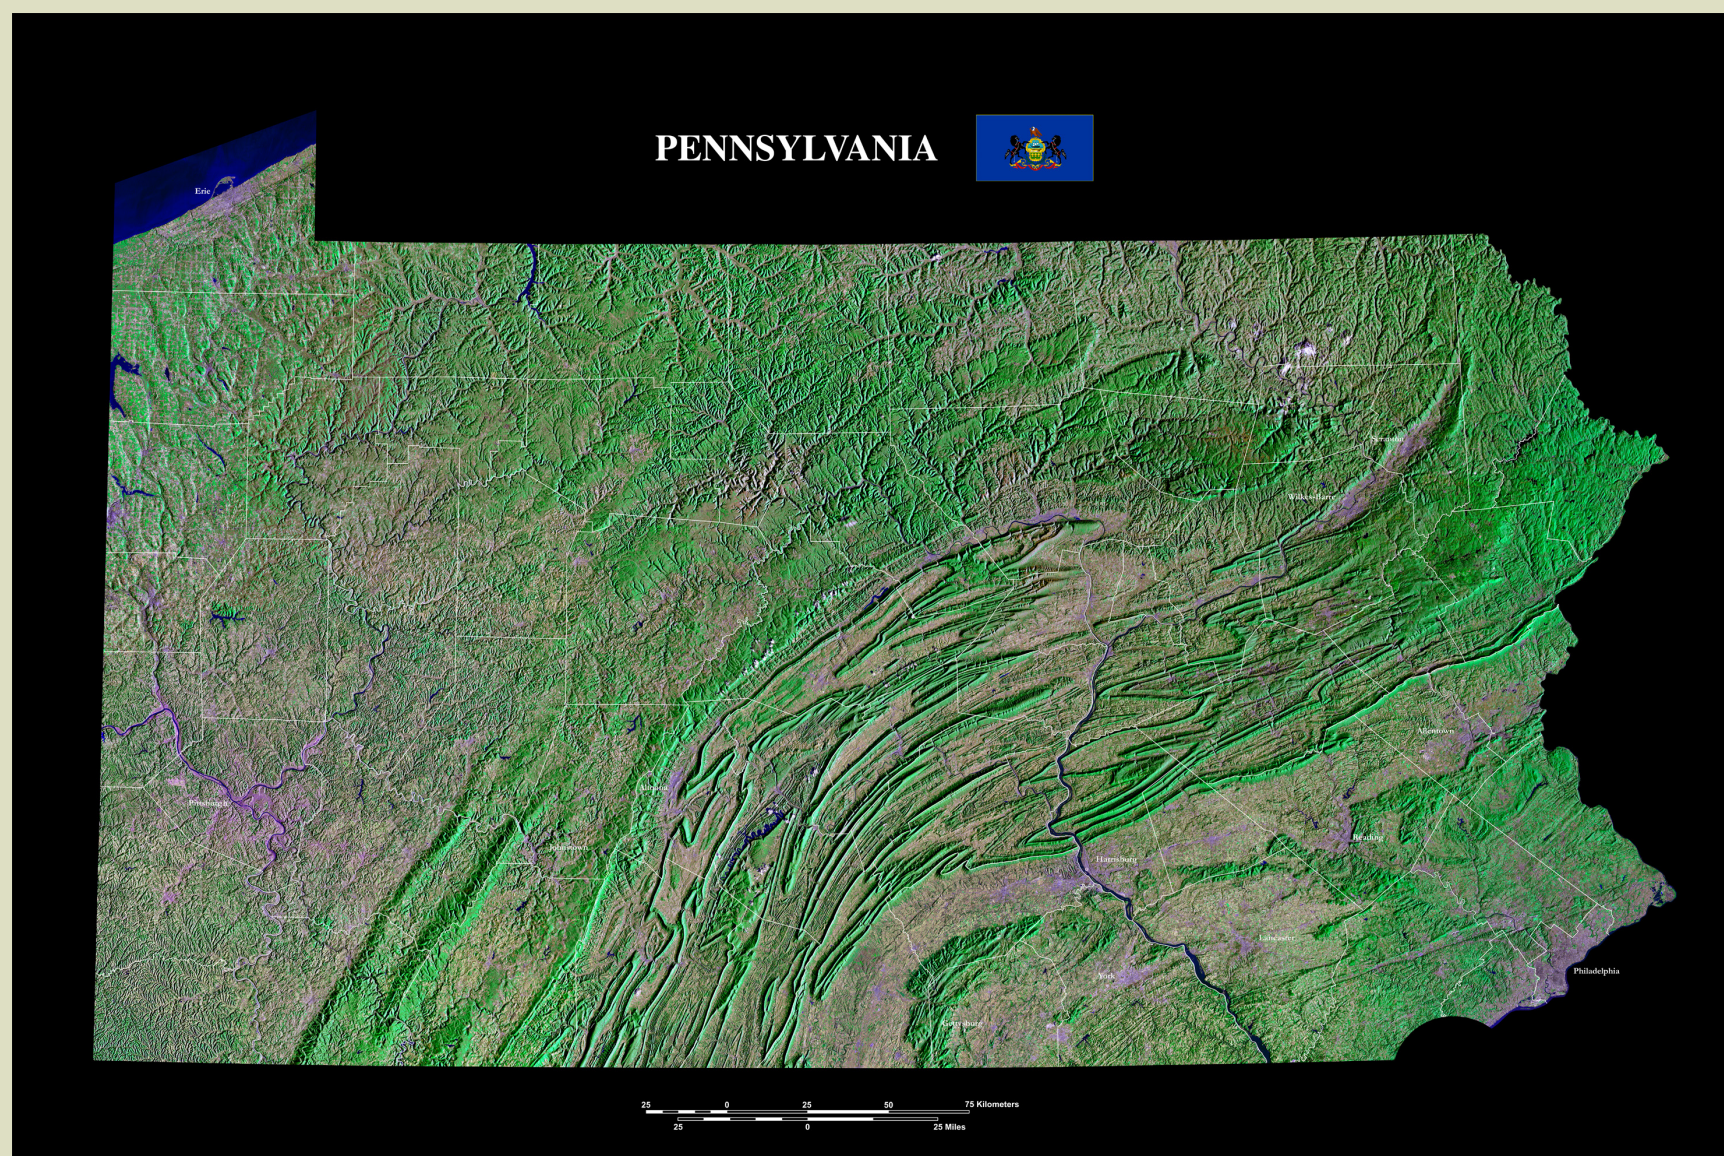 PENNSYLVANIA
Erie
Scranton
Wilkes-Barre
Allentown
Altoona
Pittsburgh
Reading
Johnstown
Harrisburg
Lancaster
Philadelphia
York
Gettysburg
25 0 25 50 75 Kilometers
25 0 25 Miles